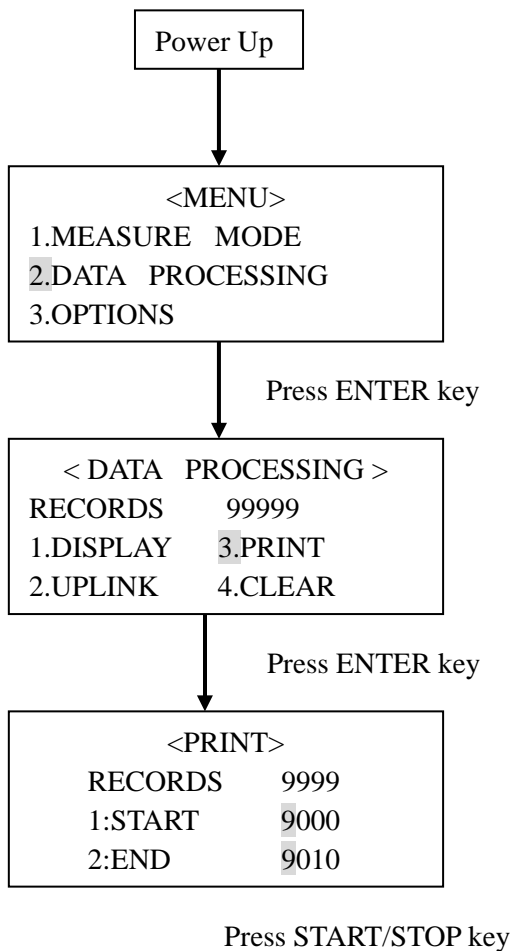 Power Up
<MENU>
1.MEASURE MODE
2.DATA PROCESSING
3.OPTIONS
Press ENTER key
< DATA PROCESSING >
RECORDS 99999
1.DISPLAY 3.PRINT
2.UPLINK 4.CLEAR
Press ENTER key
<PRINT>
RECORDS 9999
1:START 9000
2:END 9010
Press START/STOP key